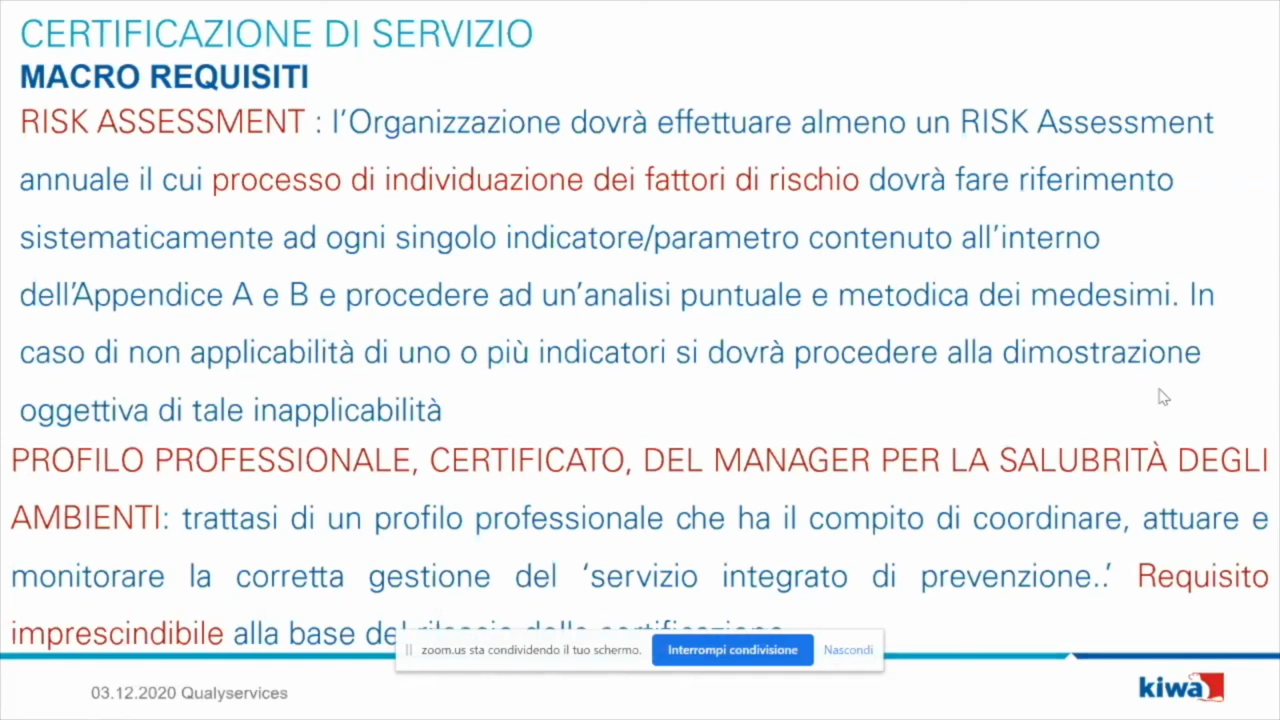 CERTIFICAZIONE DI SERVIZIO
MACRO REQUISITI
RISK ASSESSMENT : l'Organizzazione dovrà effettuare almeno un RISK Assessment
annuale il cui processo di individuazione dei fattori di rischio dovrà fare riferimento
sistematicamente ad ogni singolo indicatore/parametro contenuto all'interno
dell'Appendice A e B e procedere ad un'analisi puntuale e metodica dei medesimi. In
caso di non applicabilità di uno o più indicatori si dovrà procedere alla dimostrazione
oggettiva di tale inapplicabilità
PROFILO PROFESSIONALE, CERTIFICATO, DEL MANAGER PER LA SALUBRITÀ DEGLI
AMBIENTI: trattasi di un profilo professionale che ha il compito di coordinare, attuare e
monitorare la corretta gestione del 'servizio integrato di prevenzione..' Requisito
imprescindibile alla base del
zoom.us sta condividendo il tuo schermo. Interrompi condivisione Nascondi
03.12.2020 Qualyservices
kiwa